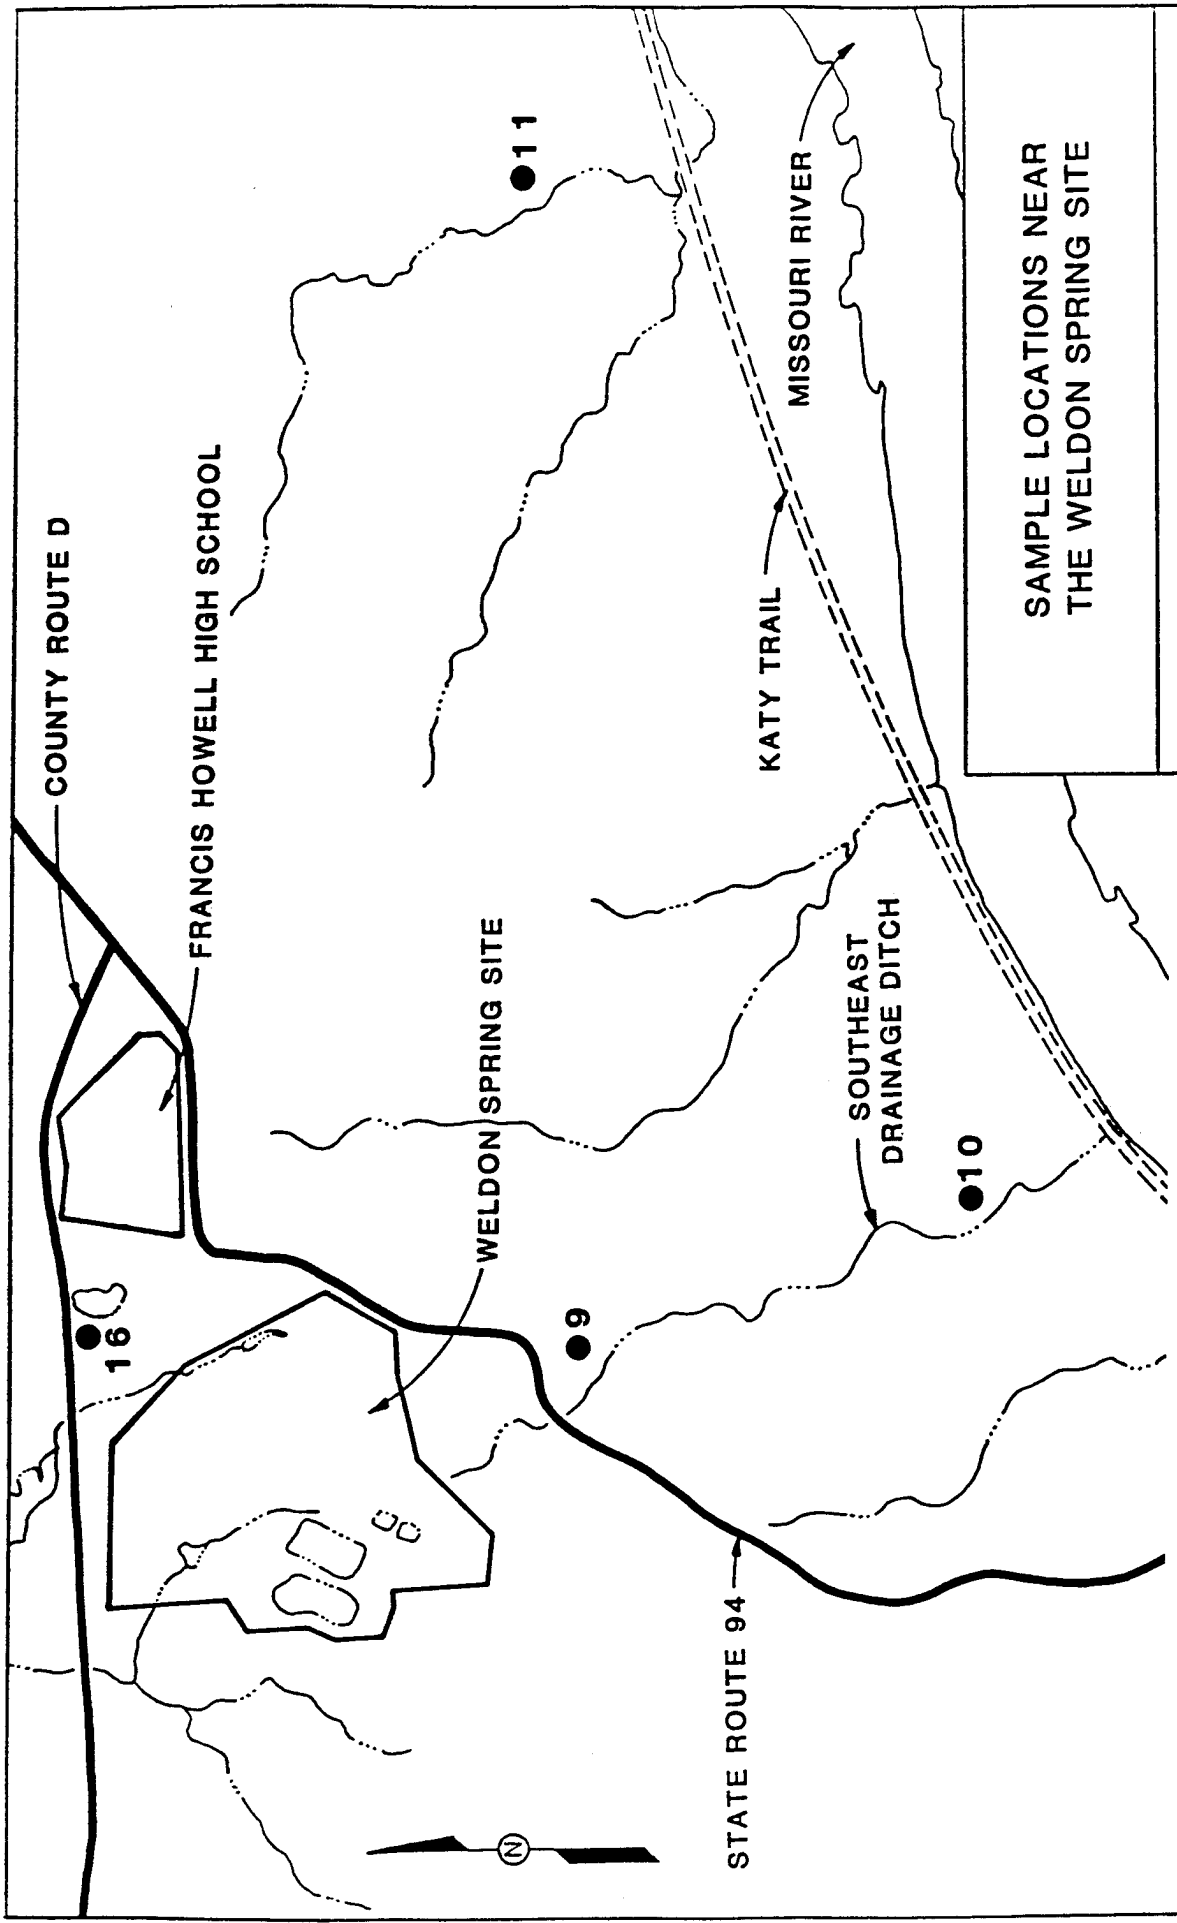 COUNTY ROUTE D
FRANCIS HOWELL HIGH SCHOOL
16
WELDON SPRING SITE
11
9
N
MISSOURI RIVER
KATY TRAIL
SOUTHEAST
DRAINAGE DITCH
10
STATE ROUTE 94
SAMPLE LOCATIONS NEAR
THE WELDON SPRING SITE